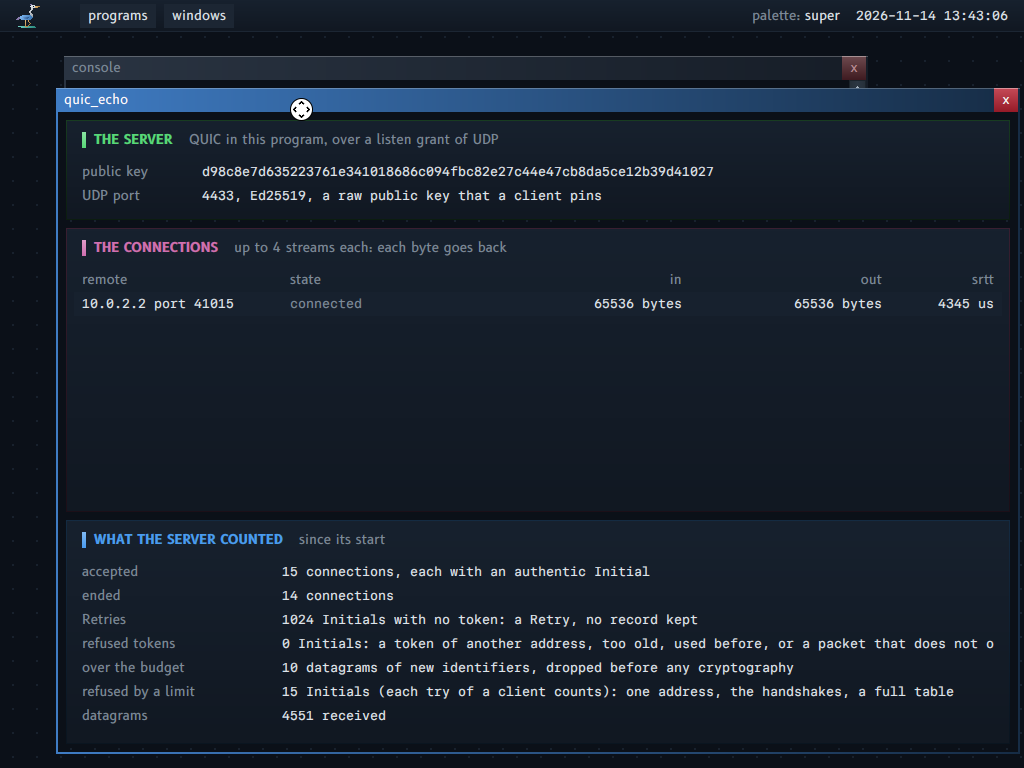 programs windows palette: super 2026-11-14 13:43:06
console x
quic_echo x
THE SERVER QUIC in this program, over a listen grant of UDP
public key d98c8e7d635223761e341018686c094fbc82e27c44e47cb8da5ce12b39d41027
UDP port 4433, Ed25519, a raw public key that a client pins
THE CONNECTIONS up to 4 streams each: each byte goes back
remote state in out srtt
10.0.2.2 port 41015 connected 65536 bytes 65536 bytes 4345 us
WHAT THE SERVER COUNTED since its start
accepted 15 connections, each with an authentic Initial
ended 14 connections
Retries 1024 Initials with no token: a Retry, no record kept
refused tokens 0 Initials: a token of another address, too old, used before, or a packet that does not o
over the budget 10 datagrams of new identifiers, dropped before any cryptography
refused by a limit 15 Initials (each try of a client counts): one address, the handshakes, a full table
datagrams 4551 received